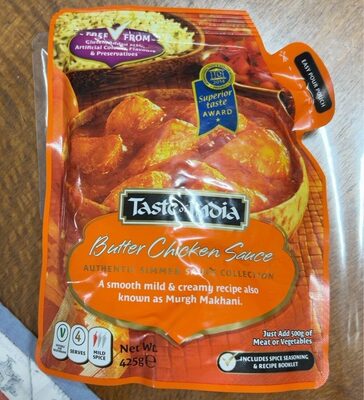 FREE FROM
Artificial Colours, Flavours
& Preservatives
EASY POUR POUCH
Superior
taste
AWARD
Taste of India
Butter Chicken Sauce
AUTHENTIC SIMMER SAUCE COLLECTION
A smooth mild & creamy recipe also
known as Murgh Makhani.
Just Add 500g of
Meat or Vegetables
V
4
SERVES
MILD
SPICE
Net Wt.
425g℮
INCLUDES SPICE SEASONING
& RECIPE BOOKLET